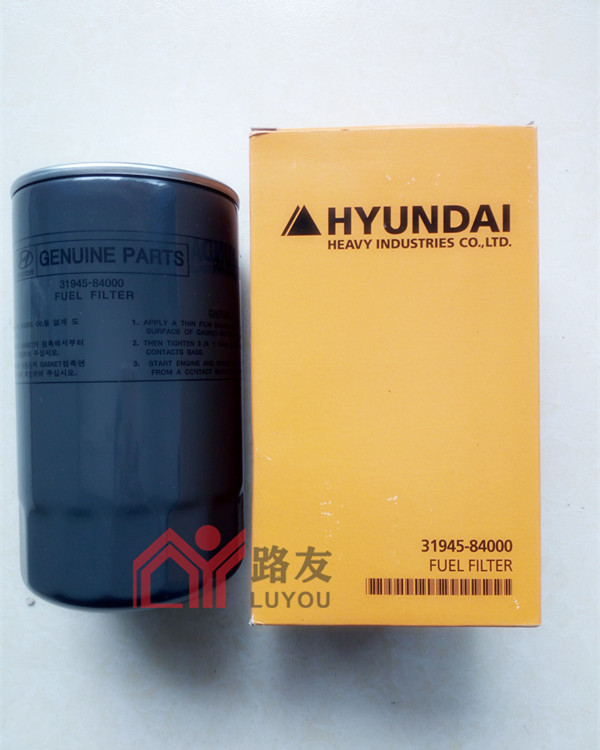 GENUINE PARTS
31945-84000
FUEL FILTER
1. APPLY A THIN FILM
SURFACE OF GASKET
2. THEN TIGHTEN
CONTACTS BASE.
3. START ENGINE AND
FROM A CONTACT
HYUNDAI
HEAVY INDUSTRIES CO.,LTD.
31945-84000
FUEL FILTER
路友
LUYOU